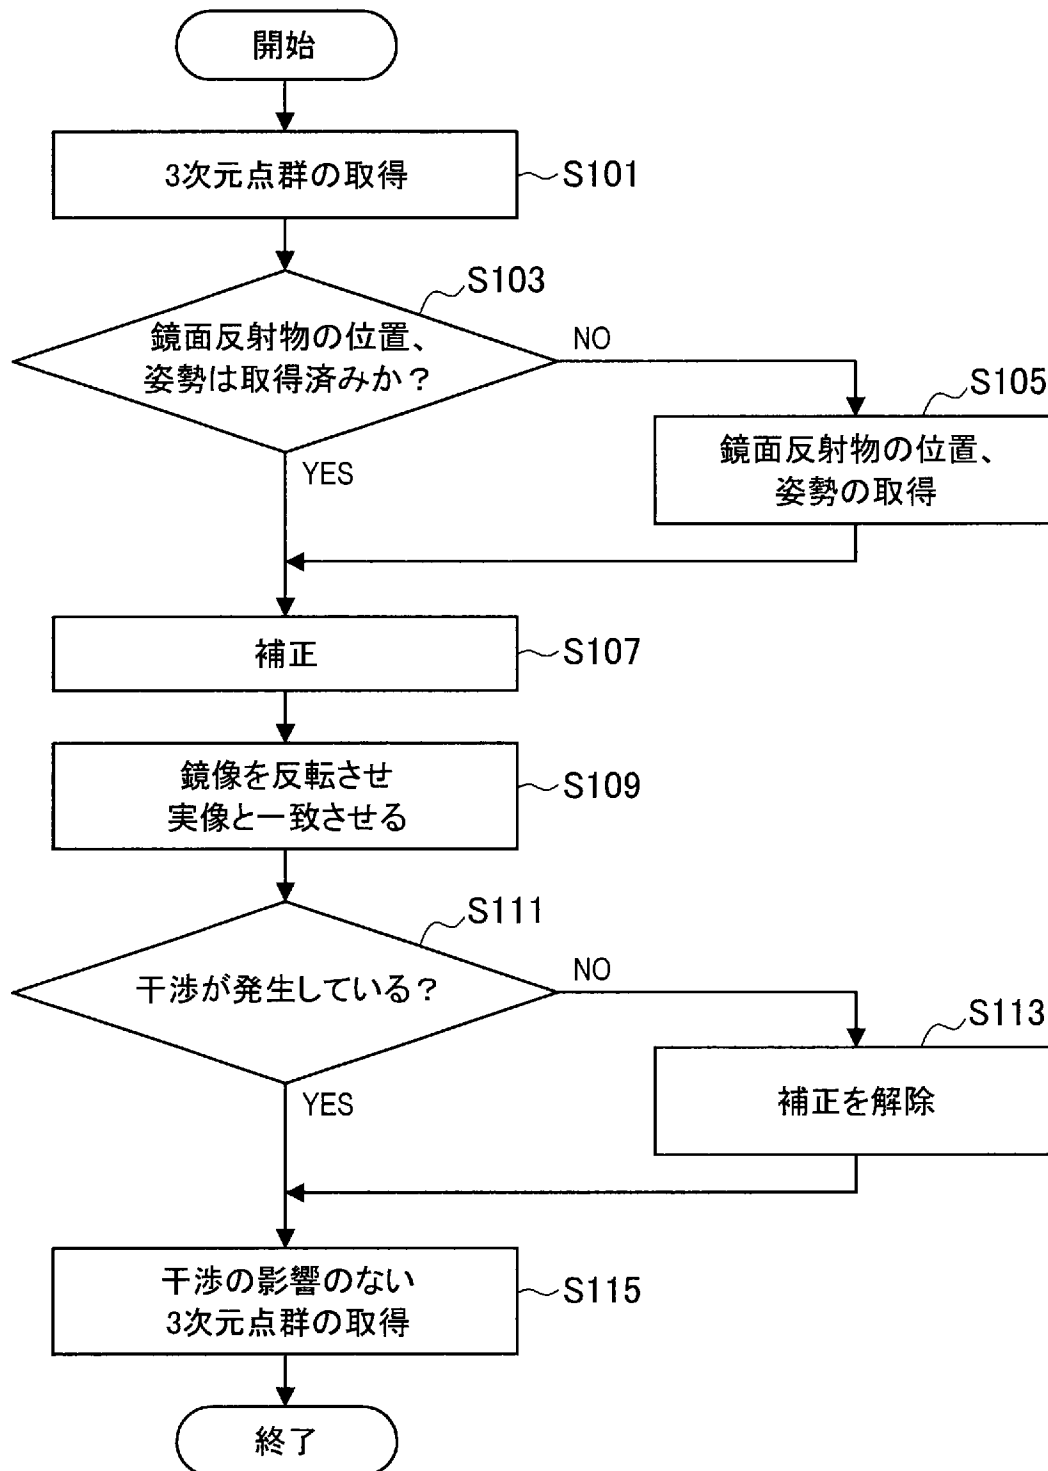 開始
3次元点群の取得
S101
S103
鏡面反射物の位置、
姿勢は取得済みか？
NO
YES
S105
鏡面反射物の位置、
姿勢の取得
補正
S107
鏡像を反転させ
実像と一致させる
S109
S111
干渉が発生している？
NO
YES
S113
補正を解除
干渉の影響のない
3次元点群の取得
S115
終了